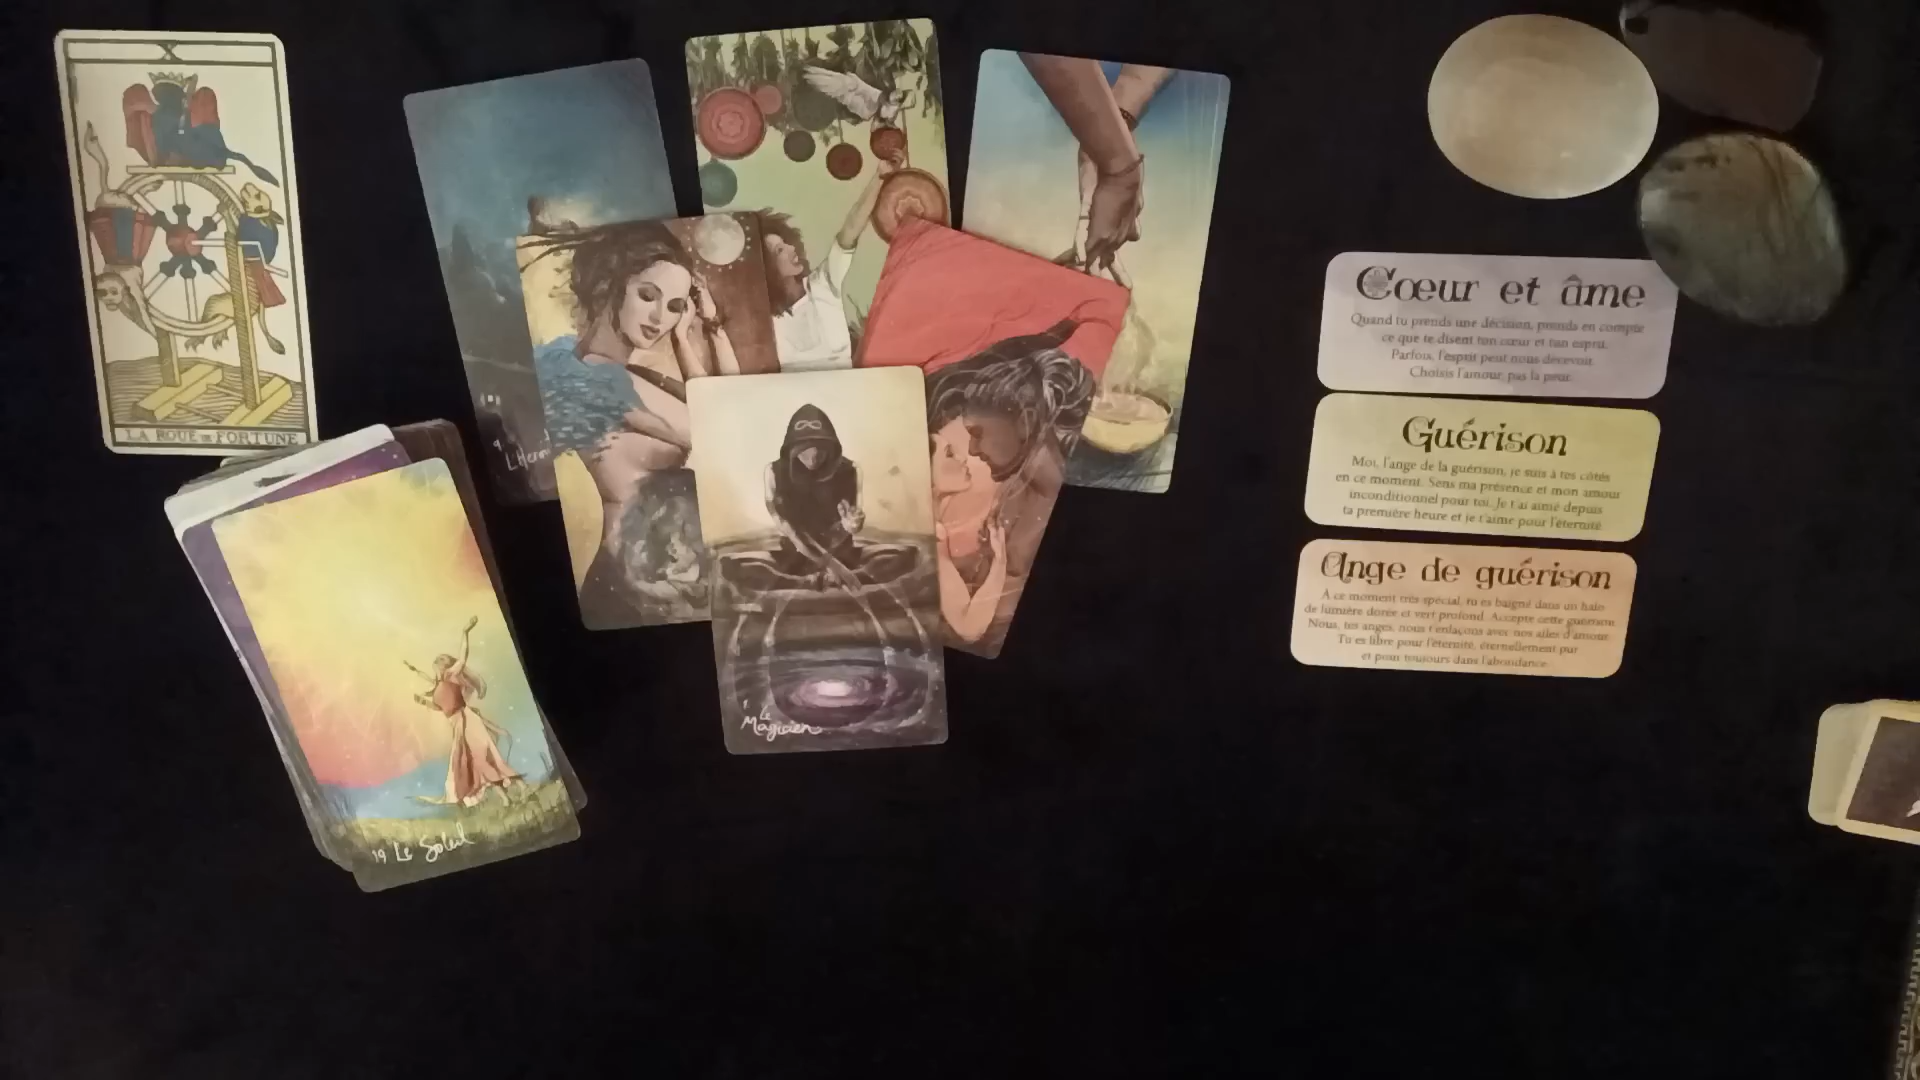 X
LA ROUE DE FORTUNE
9
L'Hermi
1
Le
Magicien
19 Le Soleil
Cœur et âme
Quand tu prends une décision, prends en compte
ce que te disent ton cœur et ton esprit.
Parfois, l'esprit peut nous décevoir.
Choisis l'amour, pas la peur.
Guérison
Moi, l'ange de la guérison, je suis à tes côtés
en ce moment. Sens ma présence et mon amour
inconditionnel pour toi. Je t'ai aimé depuis
ta première heure et je t'aime pour l'éternité.
Ange de guérison
À ce moment très spécial, tu es baigné dans un halo
de lumière dorée et vert profond. Accepte cette guérison.
Nous, tes anges, nous t'enlaçons avec nos ailes d'amour.
Tu es libre pour l'éternité, éternellement pur
et pour toujours dans l'abondance.